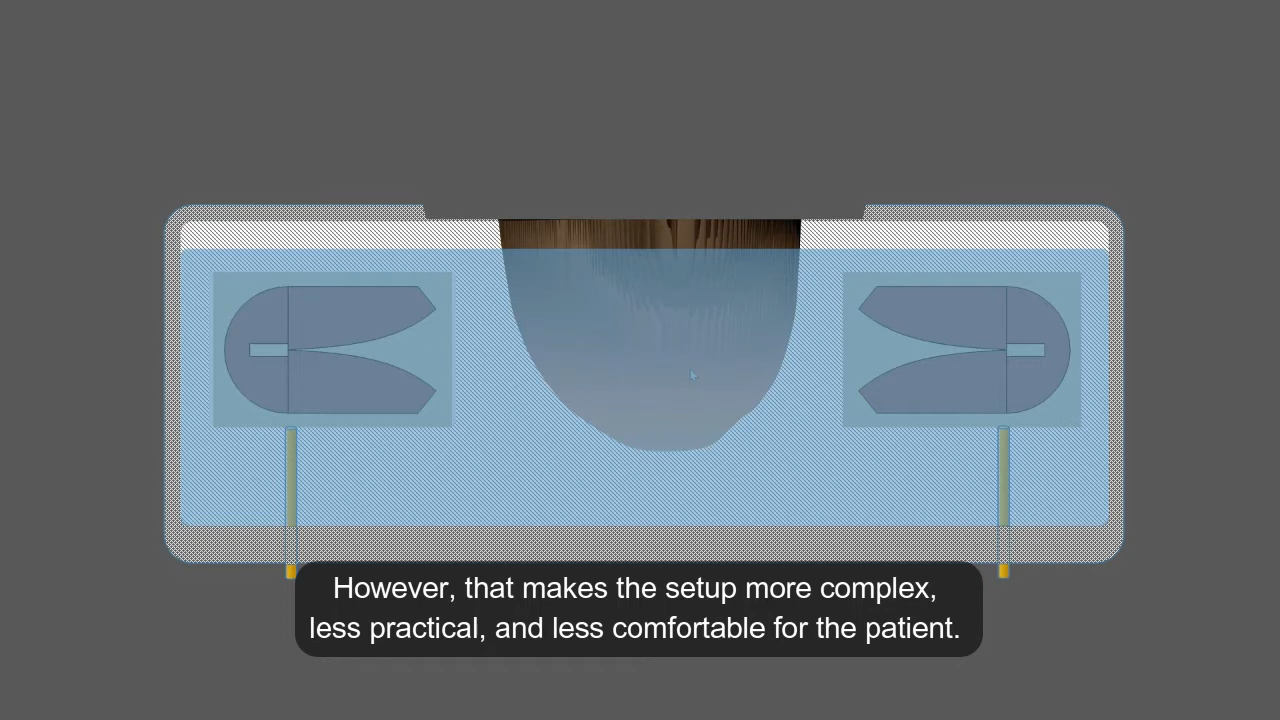 However, that makes the setup more complex,
less practical, and less comfortable for the patient.